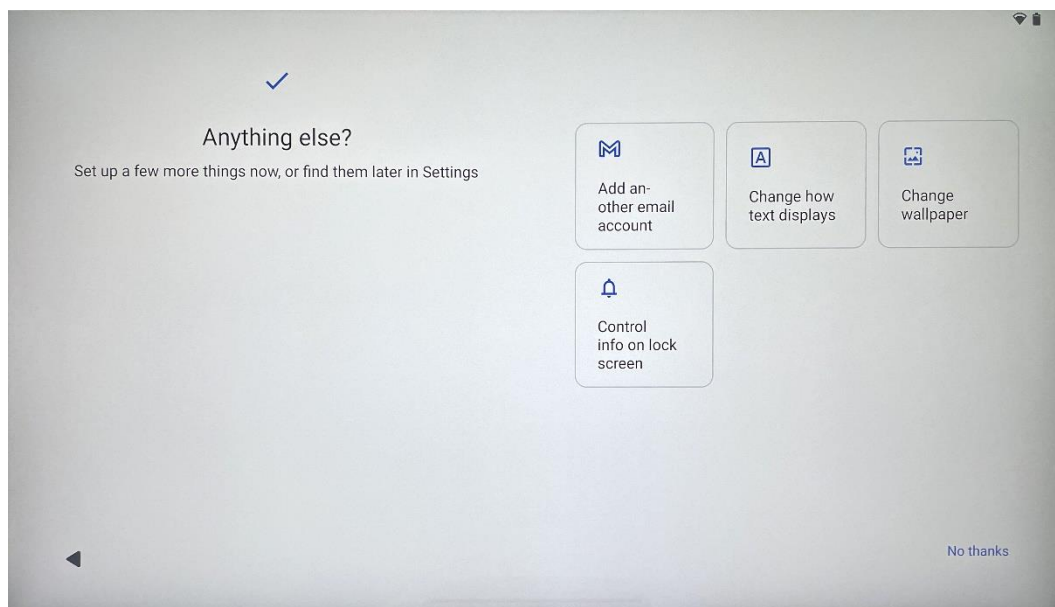 Anything else?
Set up a few more things now, or find them later in Settings
Add an-
other email
account
A
Change how
text displays
Change
wallpaper
Control
info on lock
screen
No thanks